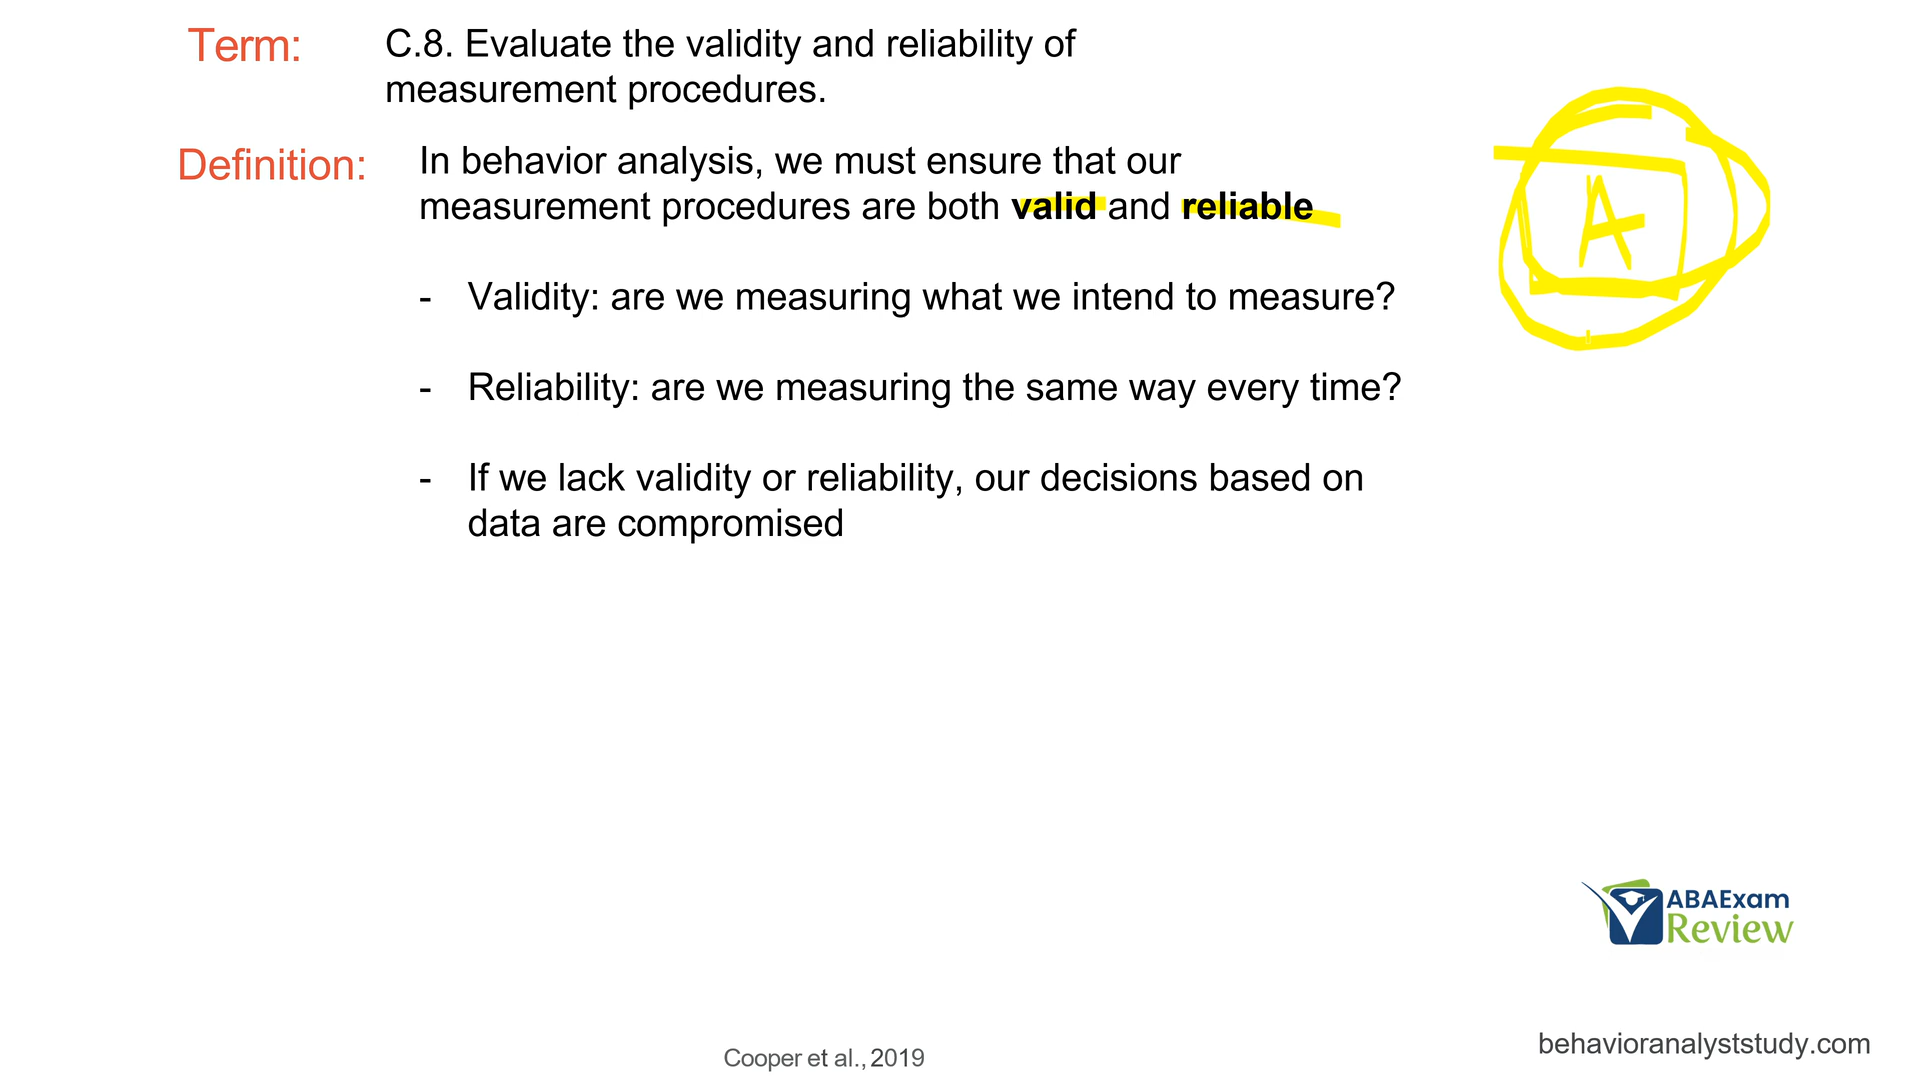 Term:
C.8. Evaluate the validity and reliability of
measurement procedures.
Definition:
In behavior analysis, we must ensure that our
measurement procedures are both valid and reliable
- Validity: are we measuring what we intend to measure?
- Reliability: are we measuring the same way every time?
- If we lack validity or reliability, our decisions based on
data are compromised
A
ABAExam
Review
Cooper et al., 2019
behavioranalyststudy.com